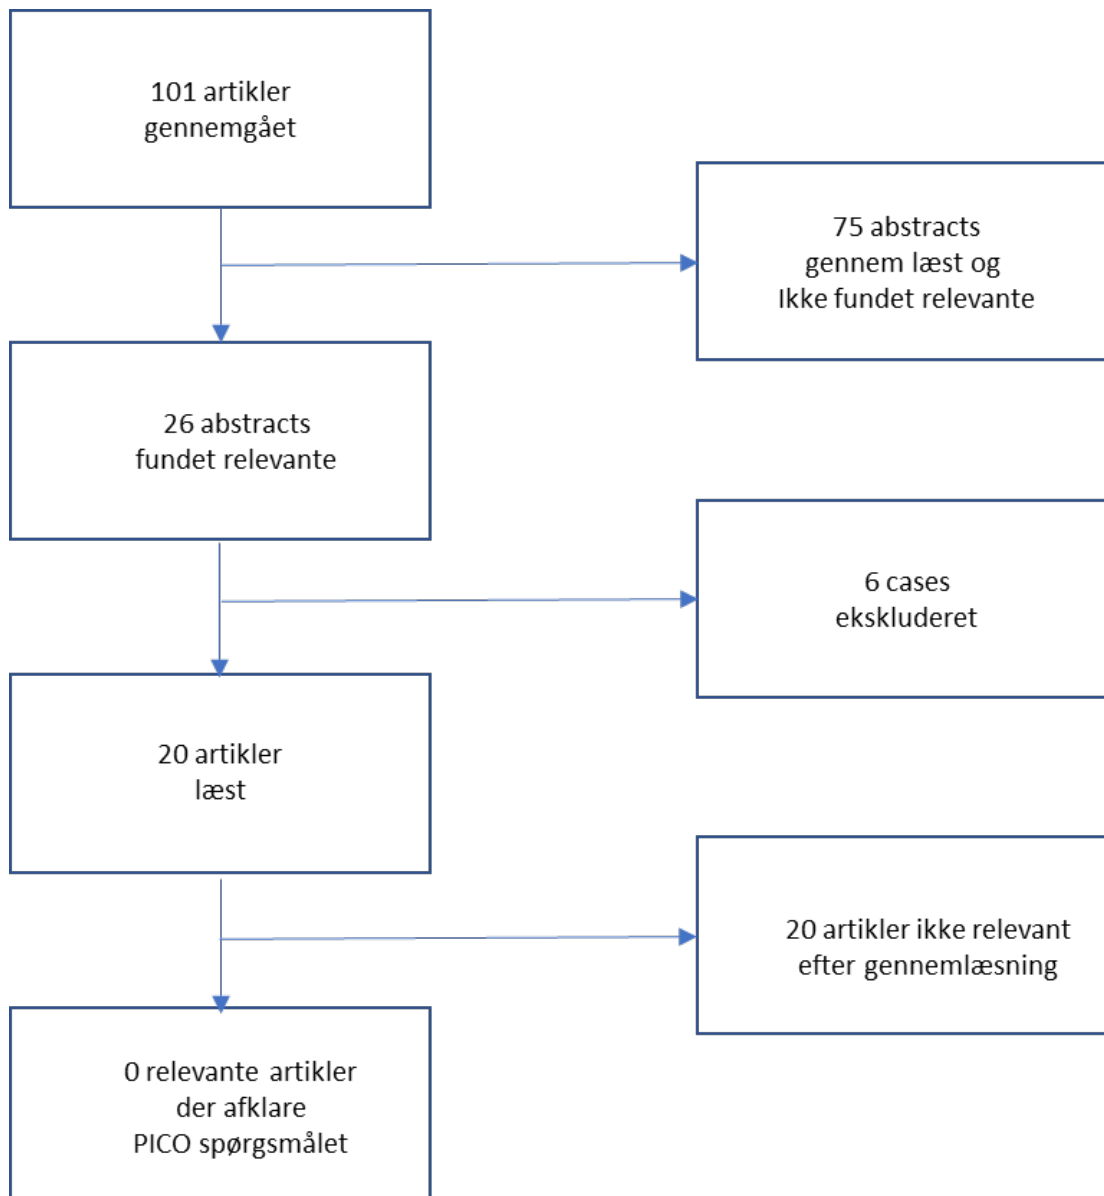 101 artikler
gennemgået
75 abstracts
gennem læst og
Ikke fundet relevante
26 abstracts
fundet relevante
6 cases
ekskluderet
20 artikler
læst
20 artikler ikke relevant
efter gennemlæsning
0 relevante artikler
der afklare
PICO spørgsmålet